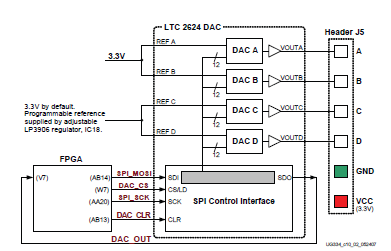 LTC 2624 DAC
Header J5
REF A
3.3V
REF B
DAC A
VOUTA
A
12
DAC B
VOUTB
B
12
3.3V by default.
Programmable reference
supplied by adjustable
LP3906 regulator, IC18.
REF C
REF D
DAC C
VOUTC
C
12
DAC D
VOUTD
D
12
GND
VCC
(3.3V)
FPGA
(V7)
(AB14)
SPI_MOSI
SDI
SDO
(W7)
DAC_CS
CS/LD
(AA20)
SPI_SCK
SCK
SPI Control Interface
(AB13)
DAC_CLR
CLR
DAC_OUT
UG334_c10_02_052407